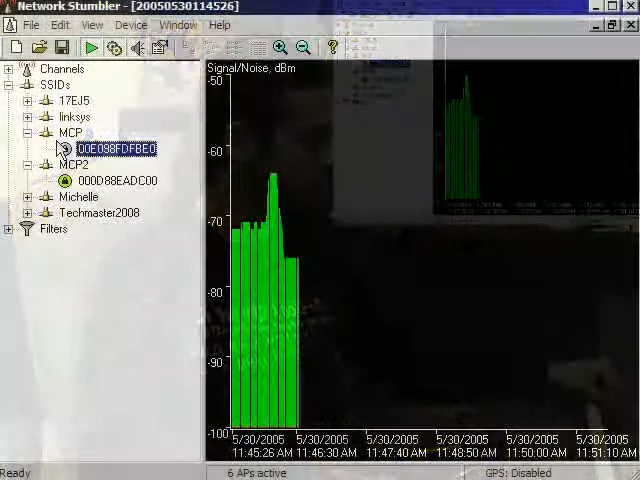 Network Stumbler - [20050530114526]
File Edit View Device Window Help
Channels
SSIDs
17EJ5
linksys
MCP
00E098FDFBE0
MCP2
000D88EADC00
Michelle
Techmaster2008
Filters
Signal/Noise, dBm
-50
-60
-70
-80
-90
-100
5/30/2005 5/30/2005 5/30/2005 5/30/2005 5/30/2005 5/30/2005
11:45:26 AM 11:46:30 AM 11:47:40 AM 11:48:50 AM 11:50:00 AM 11:51:10 AM
Ready 6 APs active GPS: Disabled